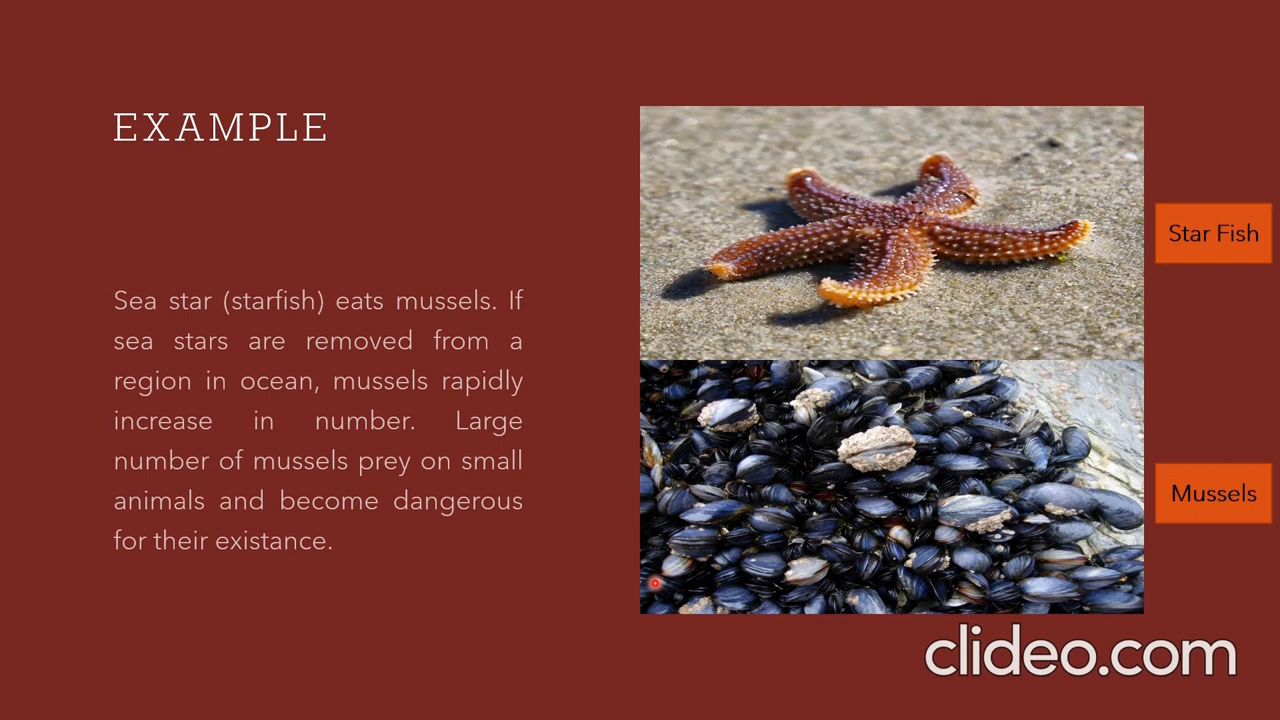 EXAMPLE
Sea star (starfish) eats mussels. If
sea stars are removed from a
region in ocean, mussels rapidly
increase in number. Large
number of mussels prey on small
animals and become dangerous
for their existance.
Star Fish
Mussels
clideo.com